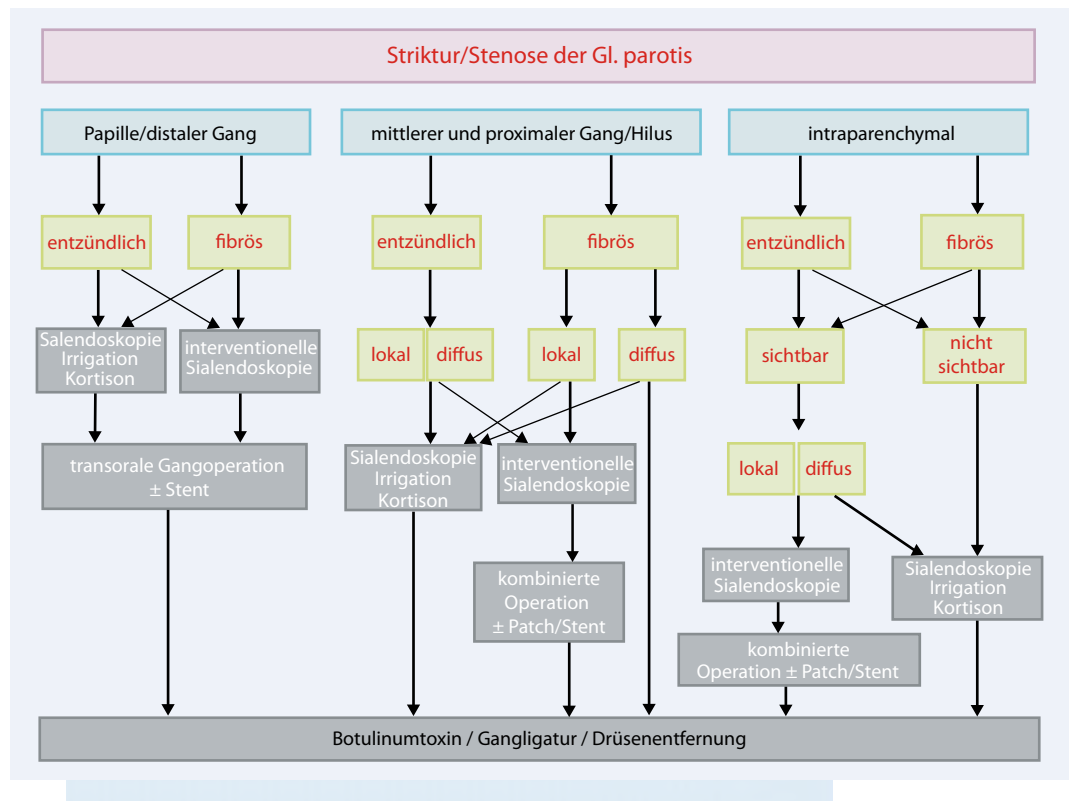 Striktur/Stenose der Gl. parotis
Papille/distaler Gang
mittlerer und proximaler Gang/Hilus
intraparenchymal
entzündlich
fibrös
entzündlich
fibrös
entzündlich
fibrös
Salendoskopie
Irrigation
Kortison
interventionelle
Sialendoskopie
lokal
diffus
lokal
diffus
sichtbar
nicht
sichtbar
transorale Gangoperation
± Stent
Sialendoskopie
Irrigation
Kortison
interventionelle
Sialendoskopie
lokal
diffus
kombinierte
Operation
± Patch/Stent
interventionelle
Sialendoskopie
Sialendoskopie
Irrigation
Kortison
kombinierte
Operation ± Patch/Stent
Botulinumtoxin / Gangligatur / Drüsenentfernung